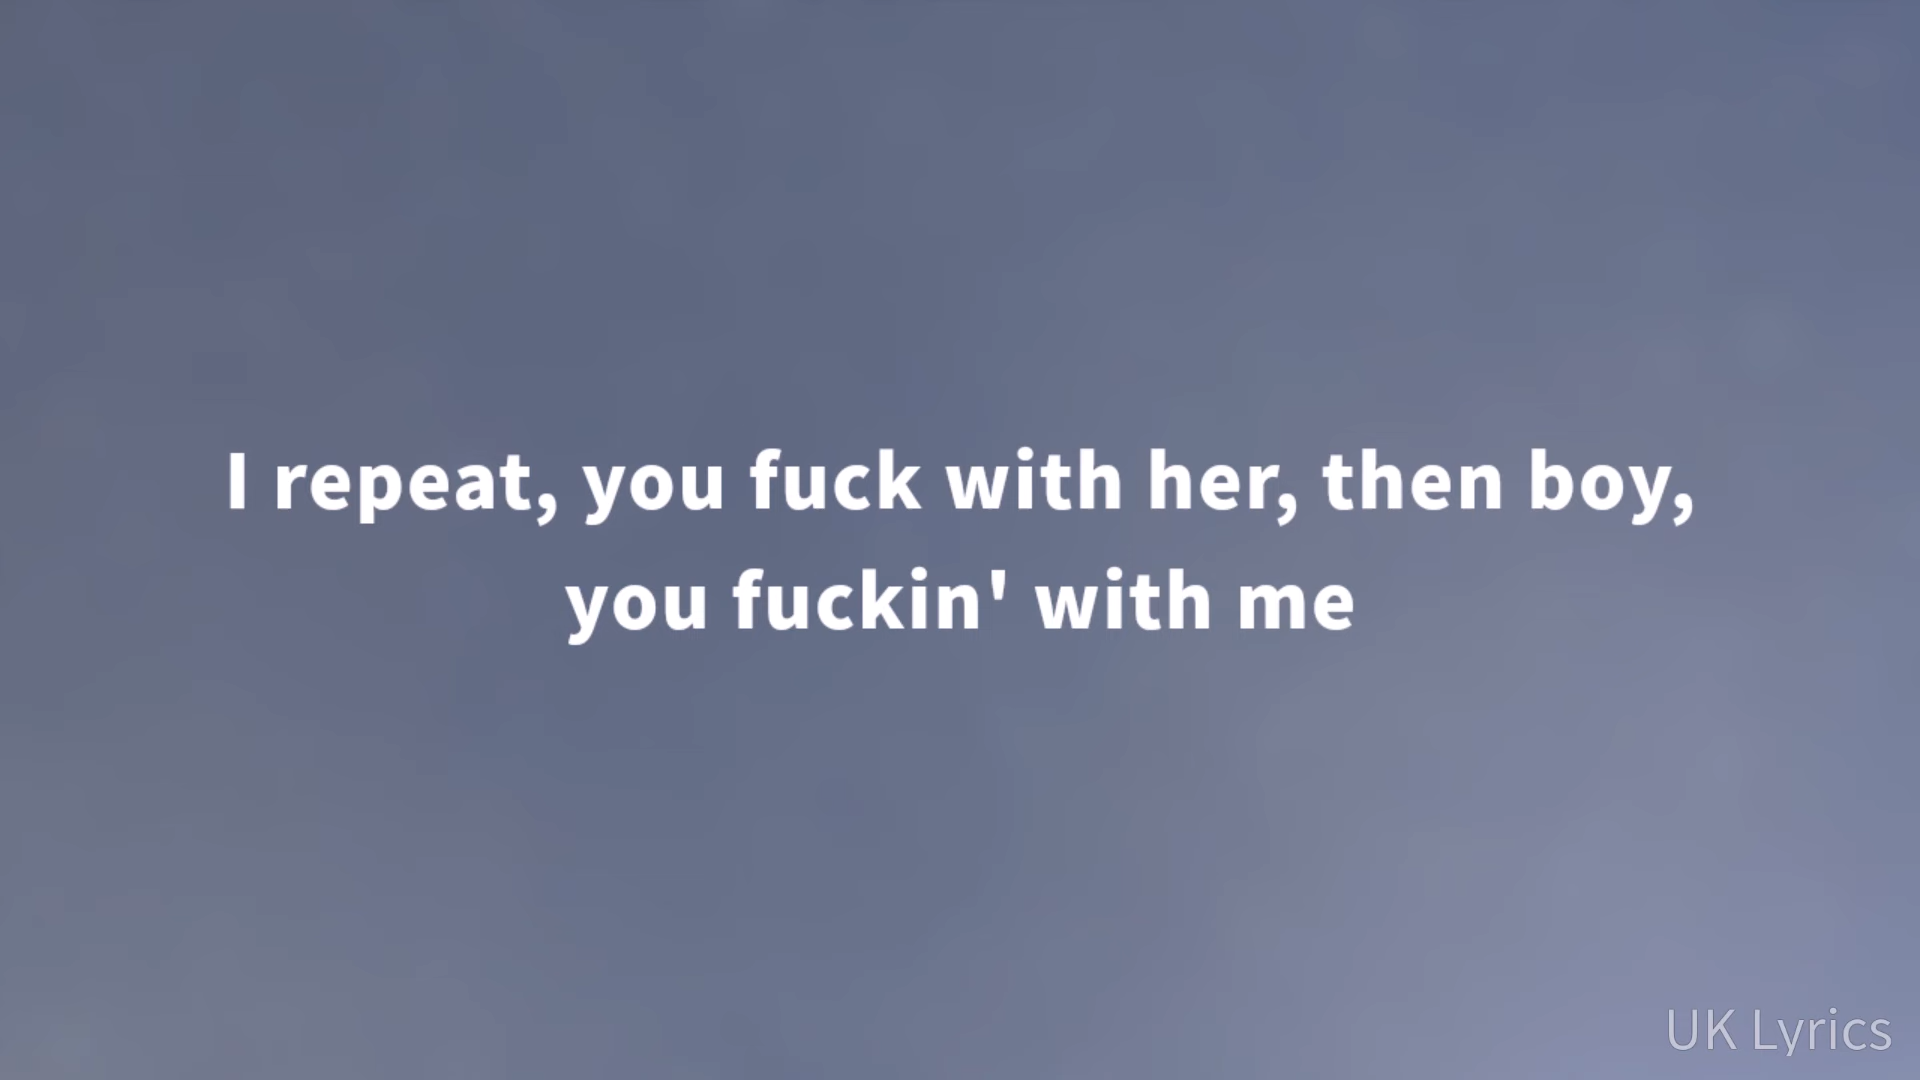 I repeat, you fuck with her, then boy,
you fuckin' with me
UK Lyrics